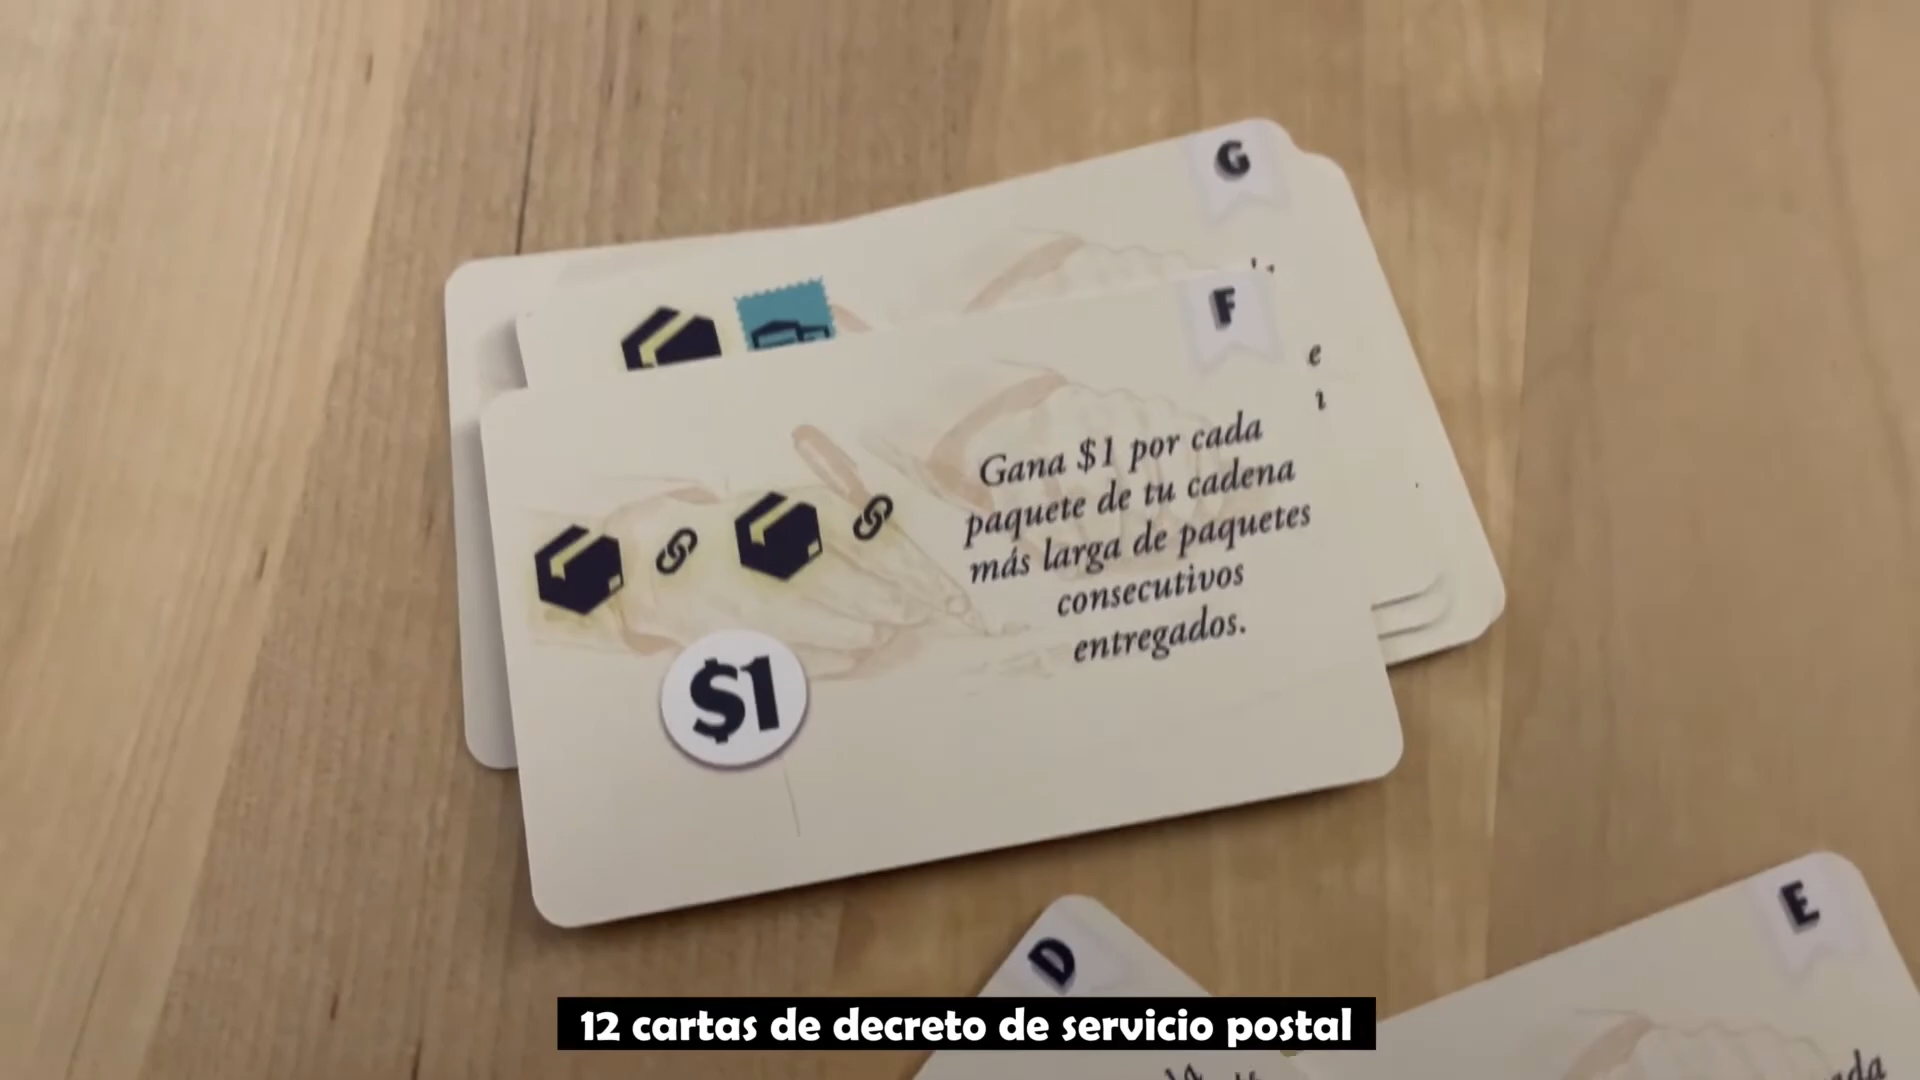 G
F
e
i
Gana $1 por cada
paquete de tu cadena
más larga de paquetes
consecutivos
entregados.
$1
E
D
12 cartas de decreto de servicio postal